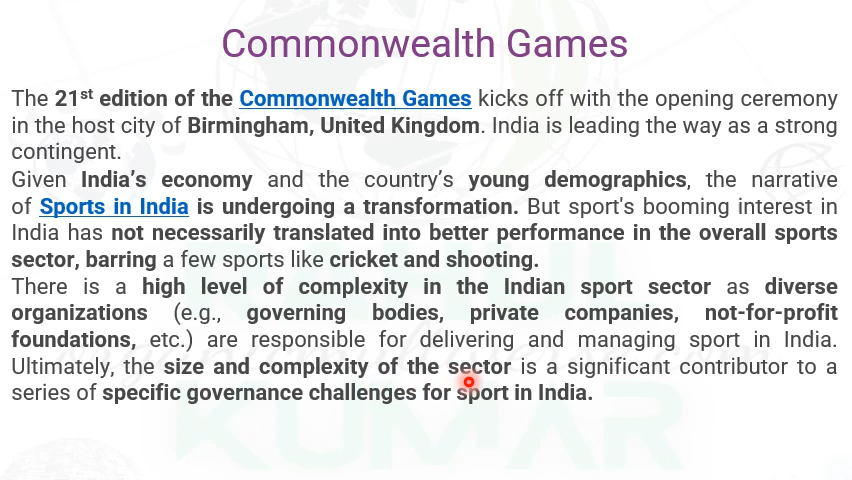 Commonwealth Games
The 21st edition of the Commonwealth Games kicks off with the opening ceremony
in the host city of Birmingham, United Kingdom. India is leading the way as a strong
contingent.
Given India's economy and the country's young demographics, the narrative
of Sports in India is undergoing a transformation. But sport's booming interest in
India has not necessarily translated into better performance in the overall sports
sector, barring a few sports like cricket and shooting.
There is a high level of complexity in the Indian sport sector as diverse
organizations (e.g., governing bodies, private companies, not-for-profit
foundations, etc.) are responsible for delivering and managing sport in India.
Ultimately, the size and complexity of the sector is a significant contributor to a
series of specific governance challenges for sport in India.
KUMAR